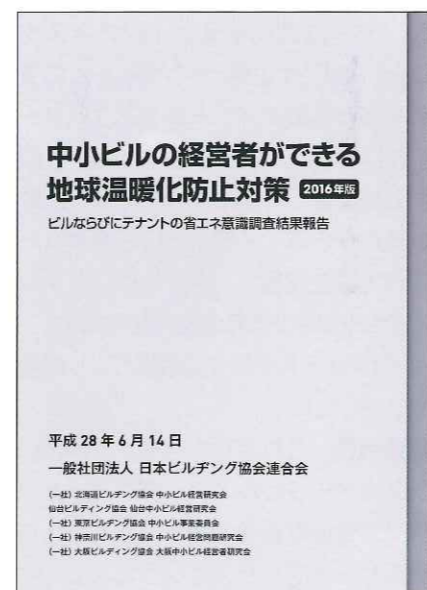 中小ビルの経営者ができる
地球温暖化防止対策 2016年版
ビルならびにテナントの省エネ意識調査結果報告
平成28年6月14日
一般社団法人 日本ビルヂング協会連合会
(一社) 北海道ビルヂング協会 中小ビル経営研究会
仙台ビルディング協会 仙台中小ビル経営研究会
(一社) 東京ビルヂング協会 中小ビル事業委員会
(一社) 神奈川ビルヂング協会 中小ビル経営問題研究会
(一社) 大阪ビルディング協会 大阪中小ビル経営者研究会